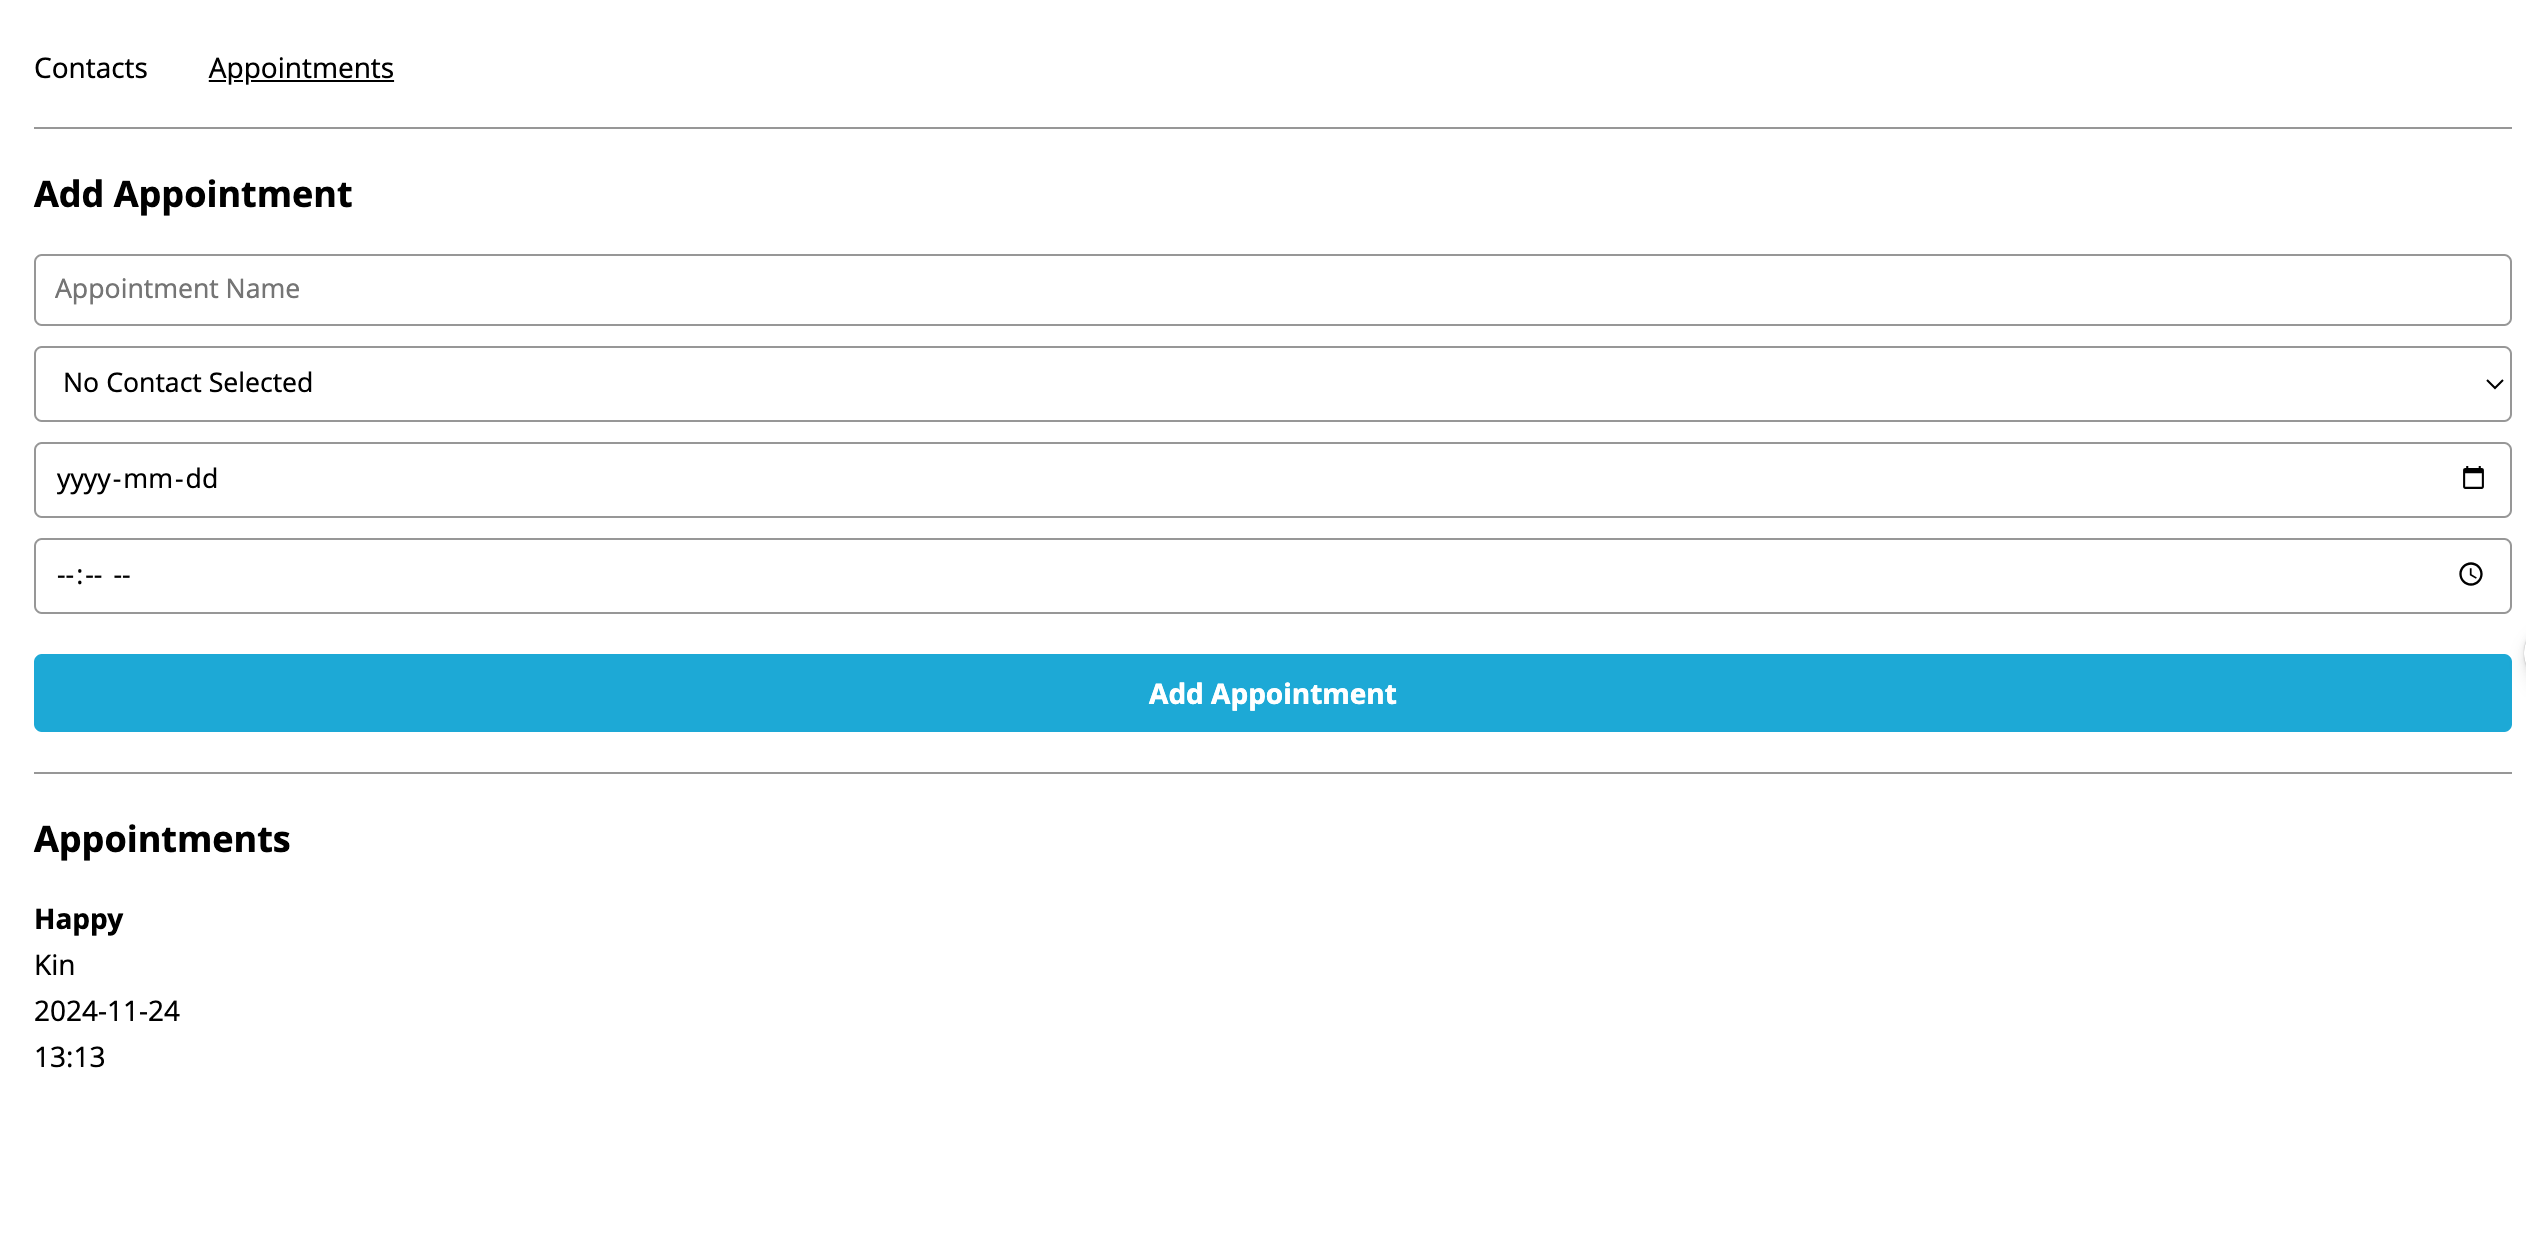 Contacts Appointments
Add Appointment
Appointment Name
No Contact Selected
yyyy-mm-dd
--:-- --
Add Appointment
Appointments
Happy
Kin
2024-11-24
13:13